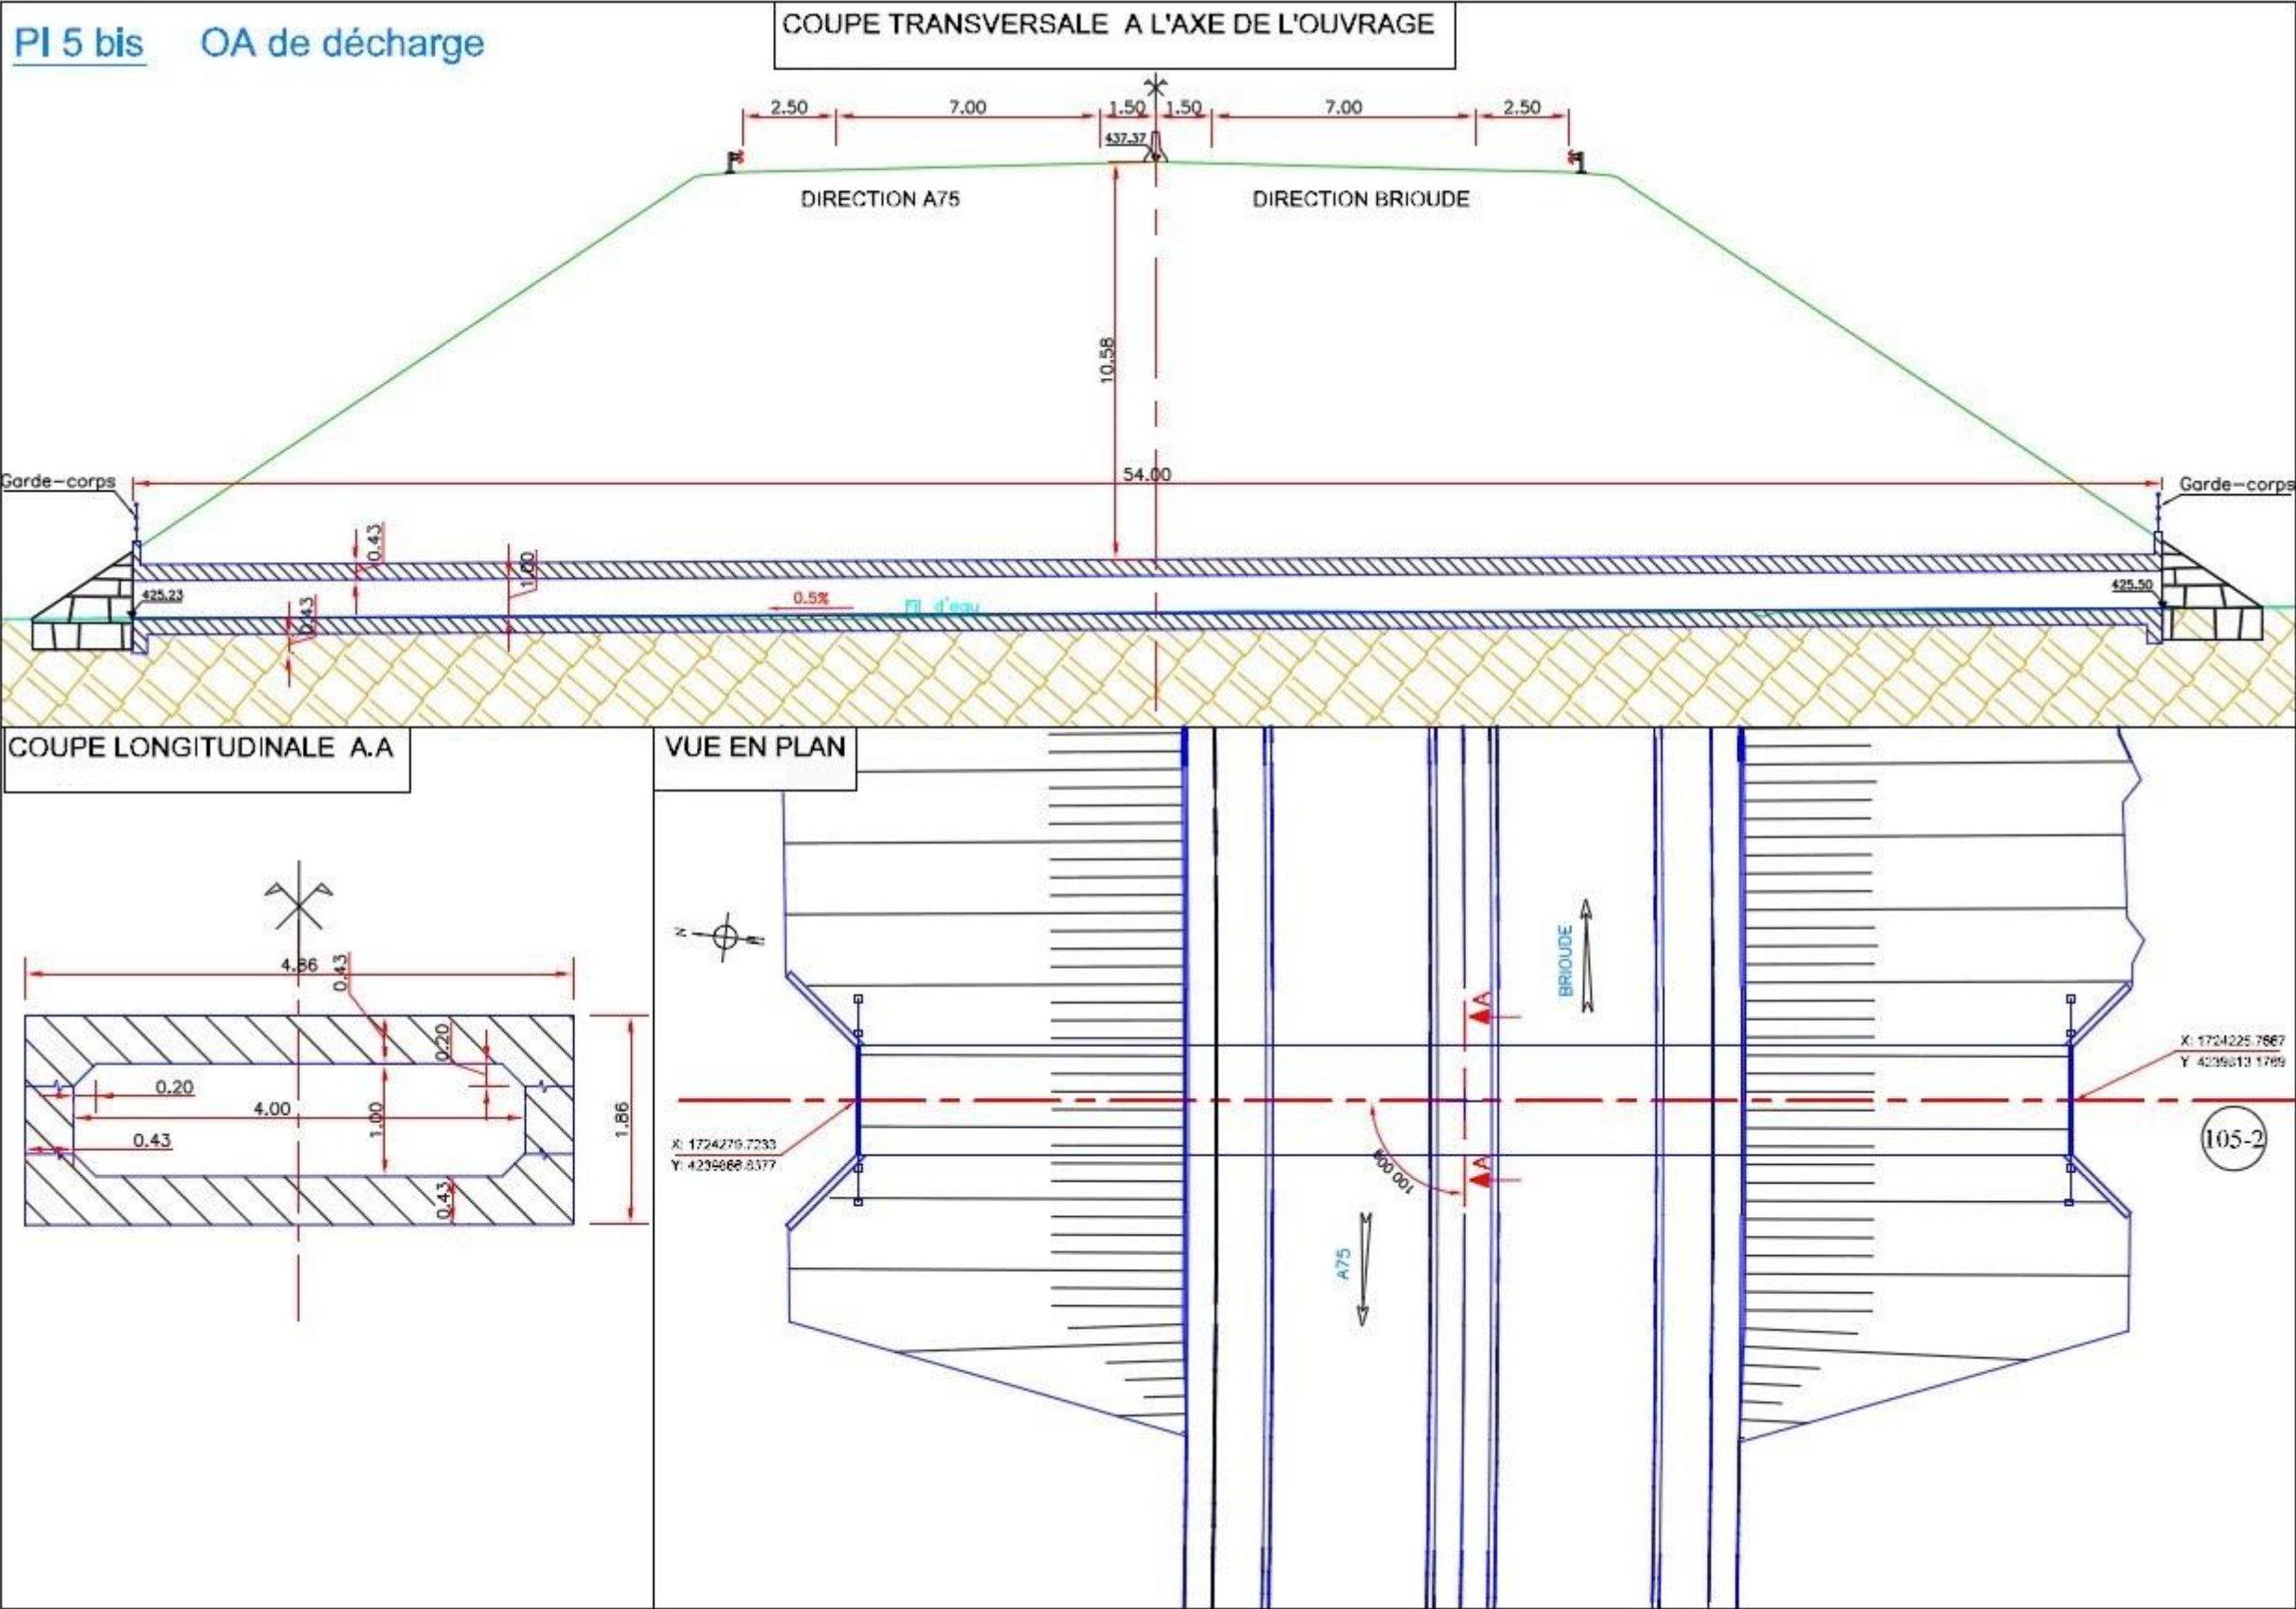 PI 5 bis OA de décharge
COUPE TRANSVERSALE A L'AXE DE L'OUVRAGE
2.50 7.00 1.50 1.50 7.00 2.50
437.37
DIRECTION A75 DIRECTION BRIOUDE
10.58
54.00
Garde-corps Garde-corps
0.43
1.00
425.23 425.50
0.5% Fil d'eau
0.43
COUPE LONGITUDINALE A.A
4.86 0.43
0.20
0.20
4.00
1.00
1.86
0.43
0.43
VUE EN PLAN
N
BRIOUDE
A
A
X: 1724225.7667
X: 1724279.7233
100.00g
105-2
A75